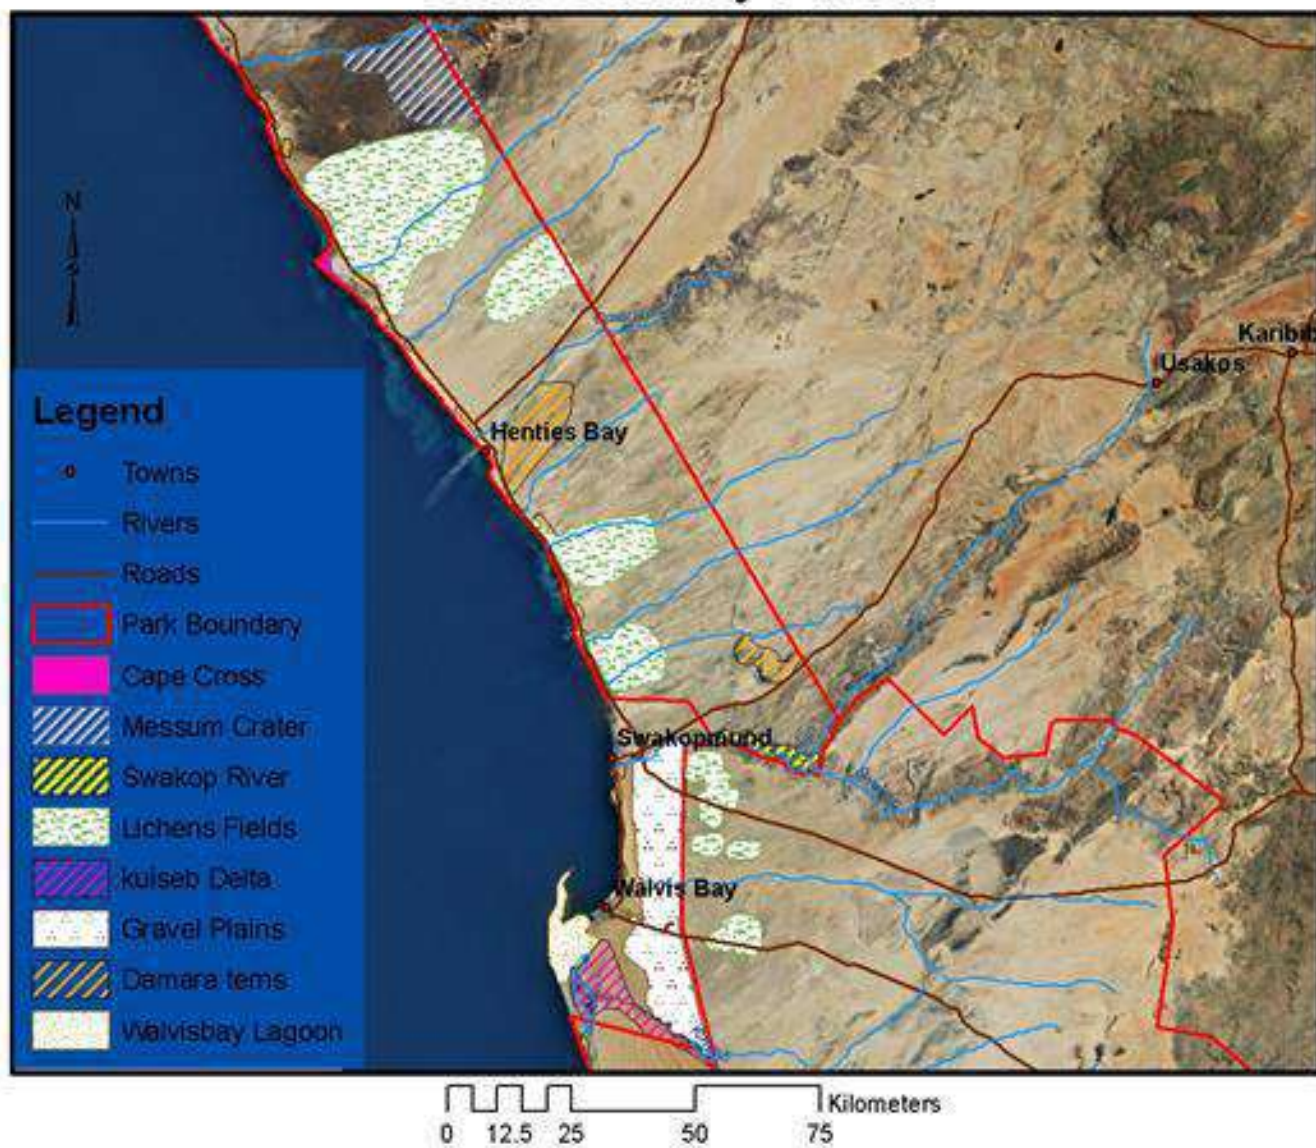 N
Karibi
Usakos
Henties Bay
Legend
Towns
Rivers
Roads
Park Boundary
Cape Cross
Messum Crater
Swakop River
Lichens Fields
kuiseb Delta
Gravel Plains
Damara terns
Walvisbay Lagoon
Swakopmund
Walvis Bay
Kilometers
0 12.5 25 50 75